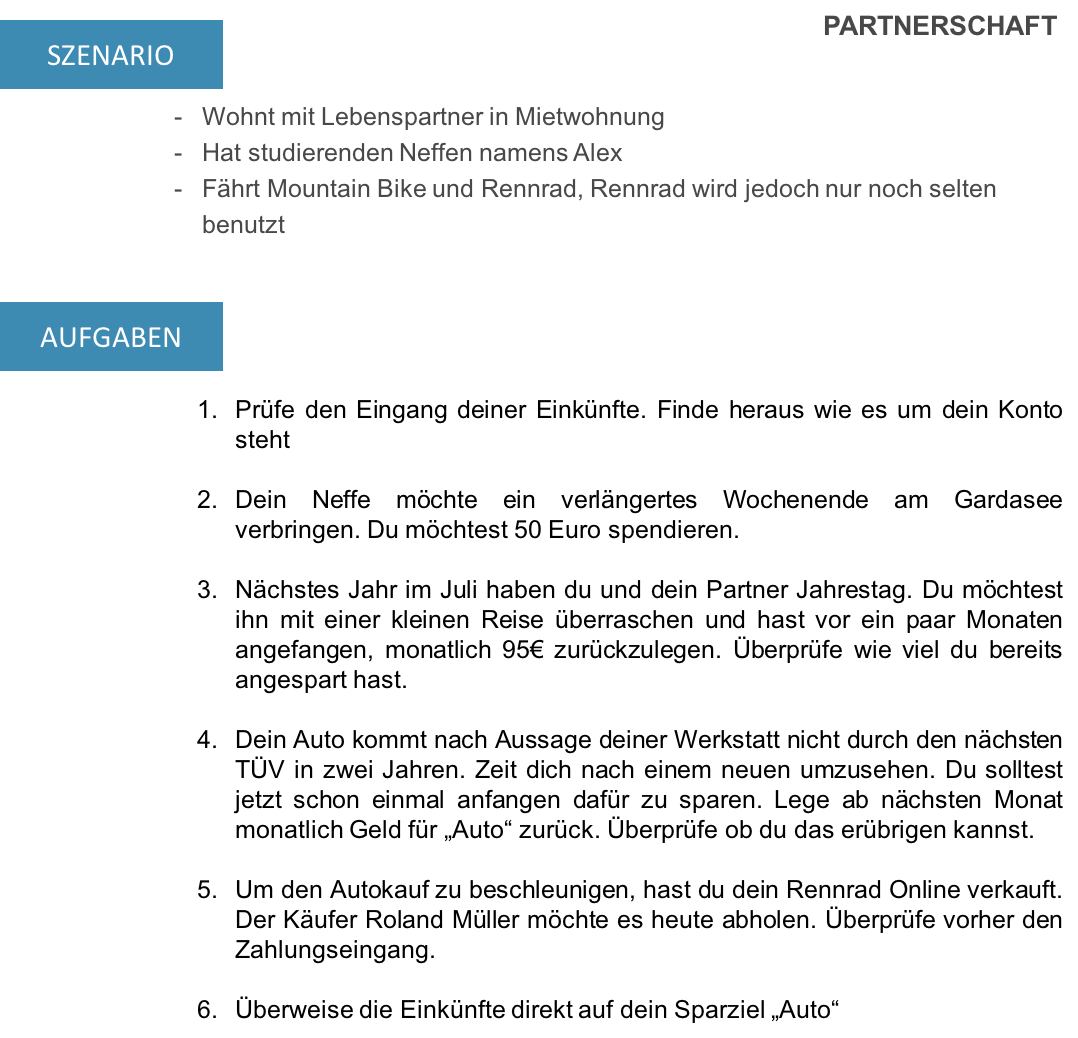 PARTNERSCHAFT
SZENARIO
- Wohnt mit Lebenspartner in Mietwohnung
- Hat studierenden Neffen namens Alex
- Fährt Mountain Bike und Rennrad, Rennrad wird jedoch nur noch selten
benutzt
AUFGABEN
1. Prüfe den Eingang deiner Einkünfte. Finde heraus wie es um dein Konto
steht
2. Dein Neffe möchte ein verlängertes Wochenende am Gardasee
verbringen. Du möchtest 50 Euro spendieren.
3. Nächstes Jahr im Juli haben du und dein Partner Jahrestag. Du möchtest
ihn mit einer kleinen Reise überraschen und hast vor ein paar Monaten
angefangen, monatlich 95€ zurückzulegen. Überprüfe wie viel du bereits
angespart hast.
4. Dein Auto kommt nach Aussage deiner Werkstatt nicht durch den nächsten
TÜV in zwei Jahren. Zeit dich nach einem neuen umzusehen. Du solltest
jetzt schon einmal anfangen dafür zu sparen. Lege ab nächsten Monat
monatlich Geld für „Auto“ zurück. Überprüfe ob du das erübrigen kannst.
5. Um den Autokauf zu beschleunigen, hast du dein Rennrad Online verkauft.
Der Käufer Roland Müller möchte es heute abholen. Überprüfe vorher den
Zahlungseingang.
6. Überweise die Einkünfte direkt auf dein Sparziel „Auto“